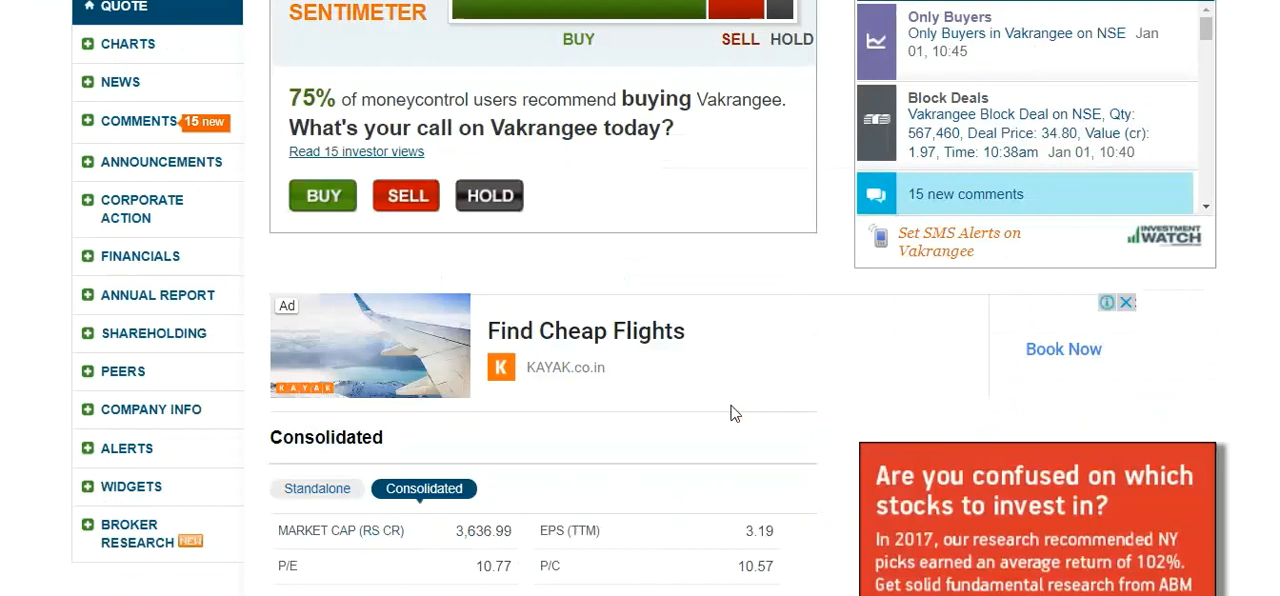 QUOTE
CHARTS
NEWS
COMMENTS 15 new
ANNOUNCEMENTS
CORPORATE
ACTION
FINANCIALS
ANNUAL REPORT
SHAREHOLDING
PEERS
COMPANY INFO
ALERTS
WIDGETS
BROKER
RESEARCH NEW
SENTIMETER
BUY SELL HOLD
75% of moneycontrol users recommend buying Vakrangee.
What's your call on Vakrangee today?
Read 15 investor views
BUY SELL HOLD
Ad
KAYAK
Find Cheap Flights
K KAYAK.co.in
Book Now
Consolidated
Standalone Consolidated
MARKET CAP (RS CR) 3,636.99 EPS (TTM) 3.19
P/E 10.77 P/C 10.57
Only Buyers
Only Buyers in Vakrangee on NSE Jan
01, 10:45
Block Deals
Vakrangee Block Deal on NSE, Qty:
567,460, Deal Price: 34.80, Value (cr):
1.97, Time: 10:38am Jan 01, 10:40
15 new comments
Set SMS Alerts on
Vakrangee
INVESTMENT
WATCH
Are you confused on which
stocks to invest in?
In 2017, our research recommended NY
picks earned an average return of 102%.
Get solid fundamental research from ABM